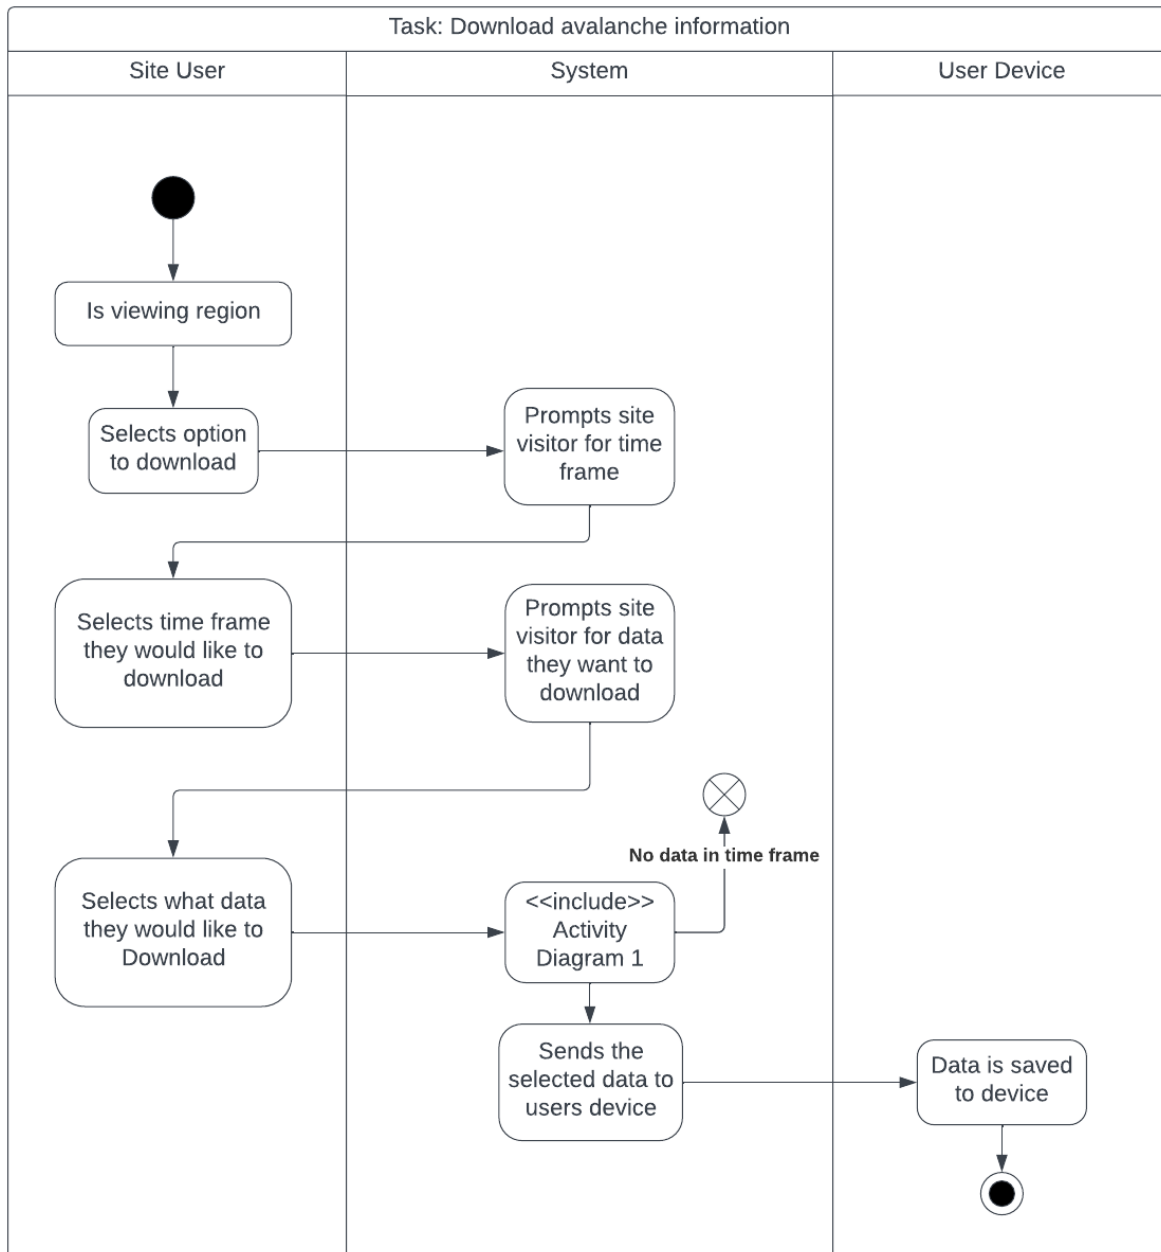 Task: Download avalanche information
Site User
System
User Device
Is viewing region
Selects option
to download
Prompts site
visitor for time
frame
Selects time frame
they would like to
download
Prompts site
visitor for data
they want to
download
No data in time frame
Selects what data
they would like to
Download
<<include>>
Activity
Diagram 1
Sends the
selected data to
users device
Data is saved
to device